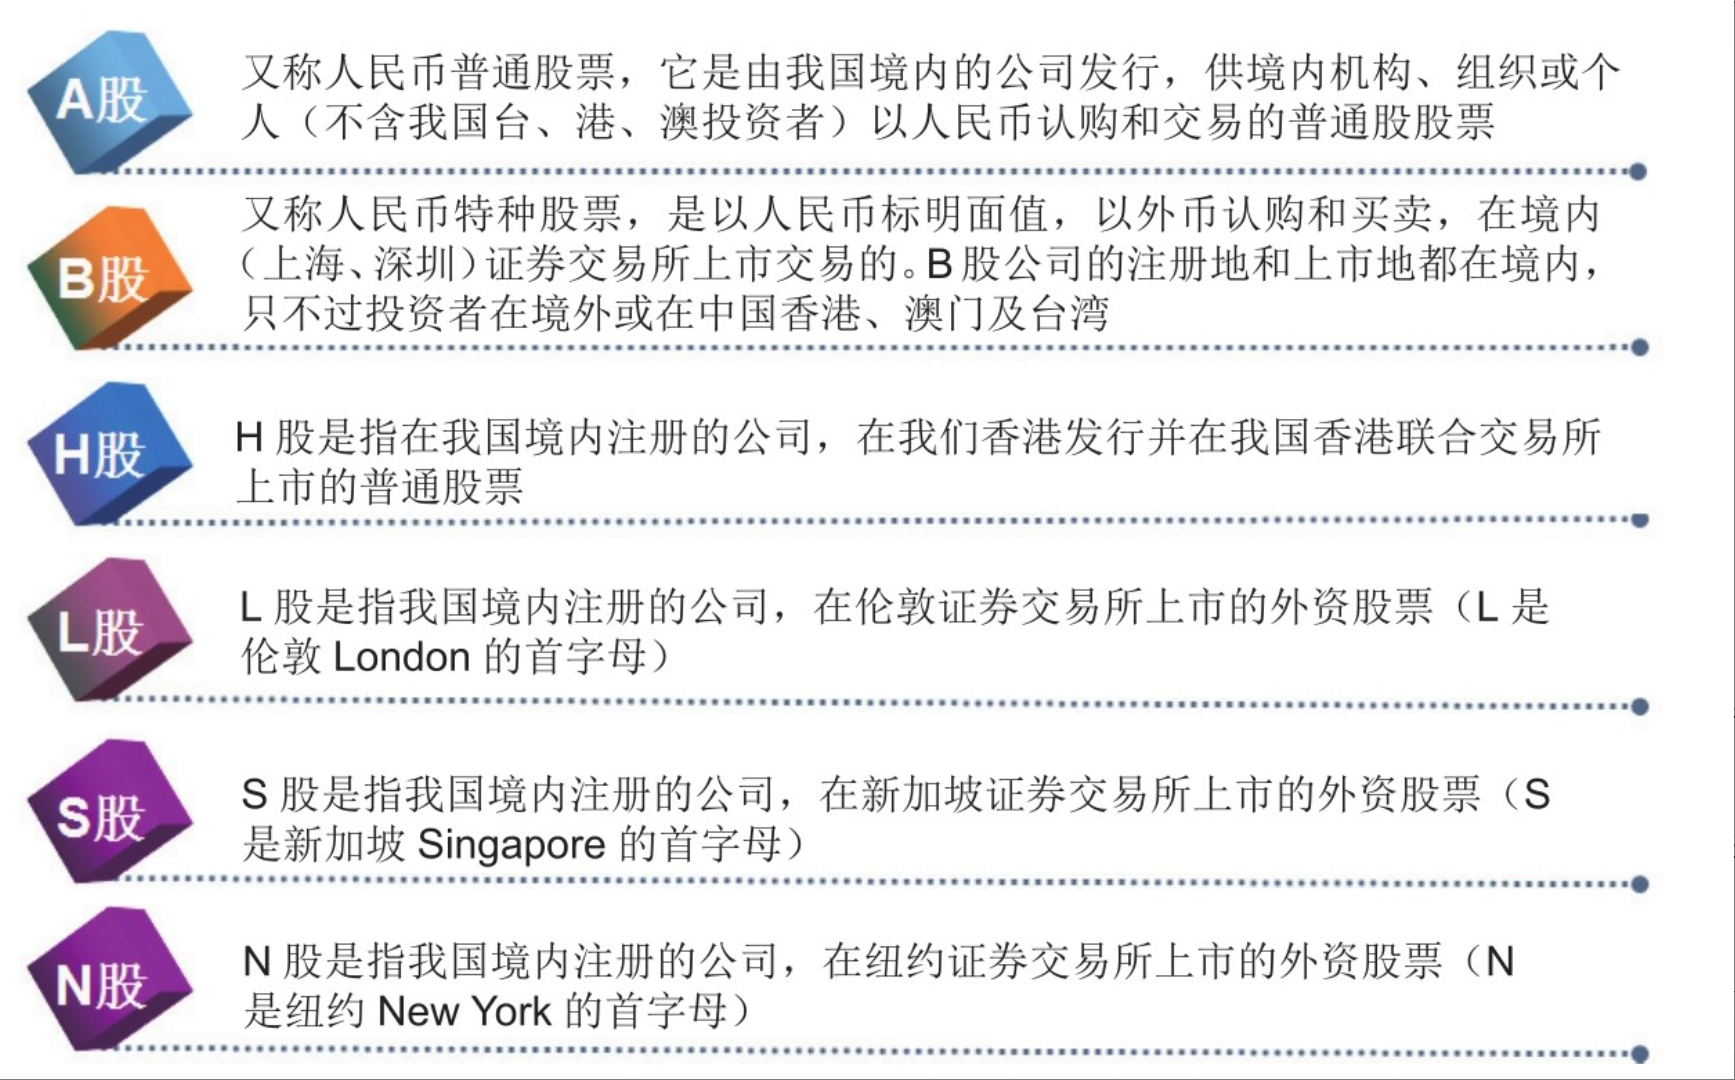 A股
又称人民币普通股票，它是由我国境内的公司发行，供境内机构、组织或个
人（不含我国台、港、澳投资者）以人民币认购和交易的普通股股票
B股
又称人民币特种股票，是以人民币标明面值，以外币认购和买卖，在境内
（上海、深圳）证券交易所上市交易的。B股公司的注册地和上市地都在境内，
只不过投资者在境外或在中国香港、澳门及台湾
H股
H 股是指在我国境内注册的公司，在我们香港发行并在我国香港联合交易所
上市的普通股票
L股
L 股是指我国境内注册的公司，在伦敦证券交易所上市的外资股票（L 是
伦敦 London 的首字母）
S股
S 股是指我国境内注册的公司，在新加坡证券交易所上市的外资股票（S
是新加坡 Singapore 的首字母）
N股
N 股是指我国境内注册的公司，在纽约证券交易所上市的外资股票（N
是纽约 New York 的首字母）